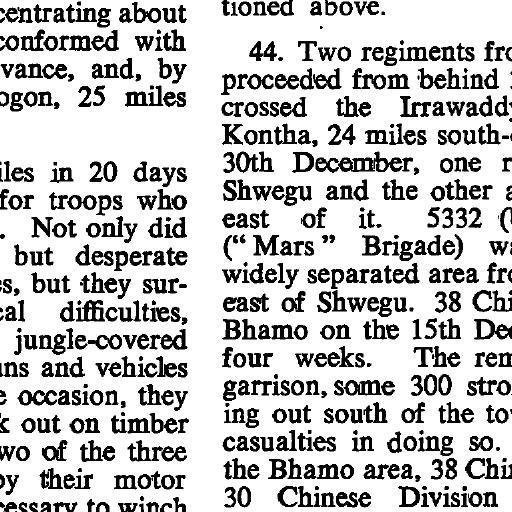 centrating about
conformed with
vance, and, by
ogon, 25 miles
iles in 20 days
for troops who
. Not only did
but desperate
s, but they sur-
cal difficulties,
jungle-covered
uns and vehicles
e occasion, they
k out on timber
two of the three
by their motor
cessary to winch
tioned above.
44. Two regiments fro
proceeded from behind
crossed the Irrawaddy
Kontha, 24 miles south-
30th December, one r
Shwegu and the other a
east of it. 5332 (
("Mars" Brigade) wa
widely separated area fro
east of Shwegu. 38 Chi
Bhamo on the 15th Dec
four weeks. The rem
garrison, some 300 stro
ing out south of the to
casualties in doing so.
the Bhamo area, 38 Chin
30 Chinese Division